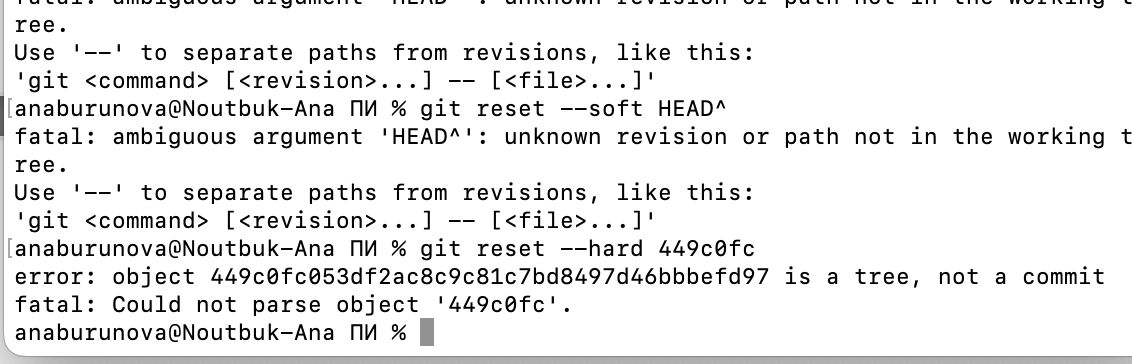 fatal: ambiguous argument 'HEAD^': unknown revision or path not in the working t
ree.
Use '--' to separate paths from revisions, like this:
'git <command> [<revision>...] -- [<file>...]'
[anaburunova@Noutbuk-Ana ПИ % git reset --soft HEAD^
fatal: ambiguous argument 'HEAD^': unknown revision or path not in the working t
ree.
Use '--' to separate paths from revisions, like this:
'git <command> [<revision>...] -- [<file>...]'
[anaburunova@Noutbuk-Ana ПИ % git reset --hard 449c0fc
error: object 449c0fc053df2ac8c9c81c7bd8497d46bbbefd97 is a tree, not a commit
fatal: Could not parse object '449c0fc'.
anaburunova@Noutbuk-Ana ПИ %